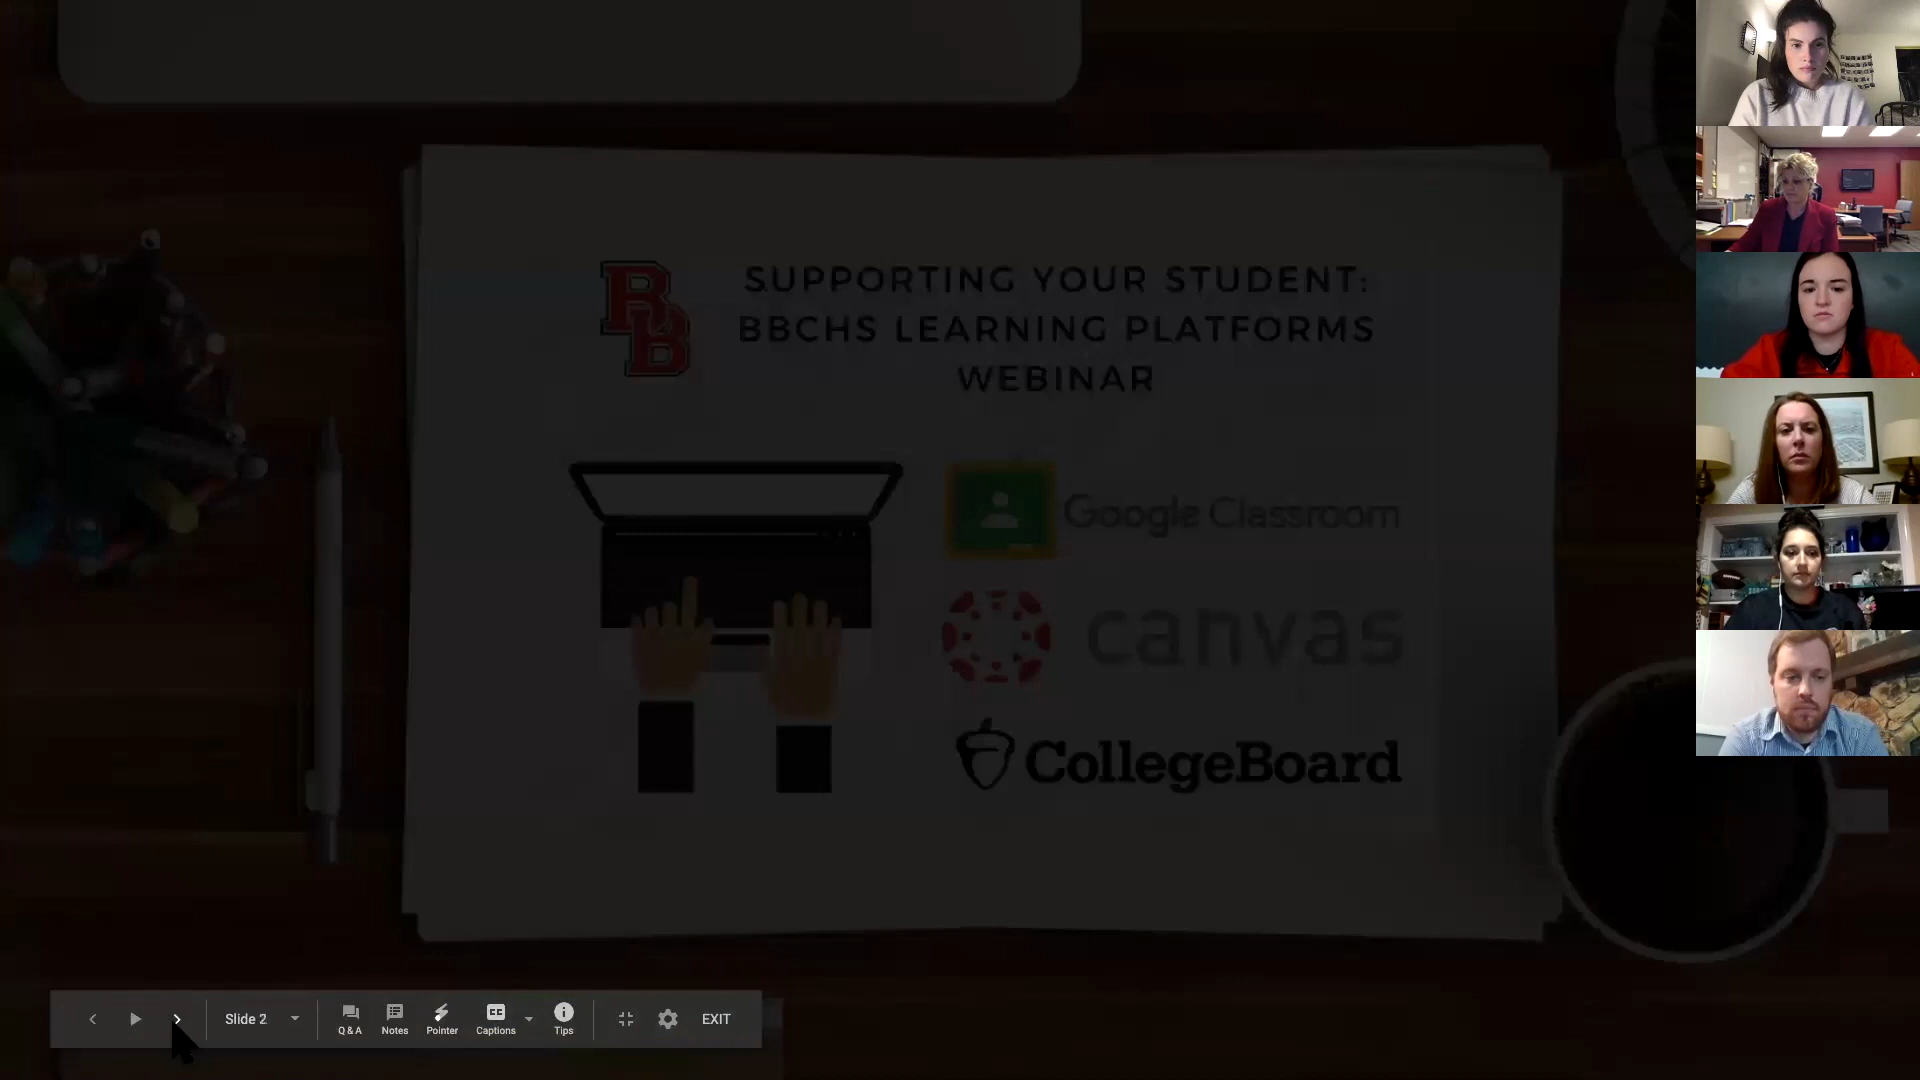 SUPPORTING YOUR STUDENT:
BBCHS LEARNING PLATFORMS
WEBINAR
BB
Google Classroom
canvas
CollegeBoard
Slide 2
Q & A
Notes
Pointer
CC
Captions
Tips
EXIT